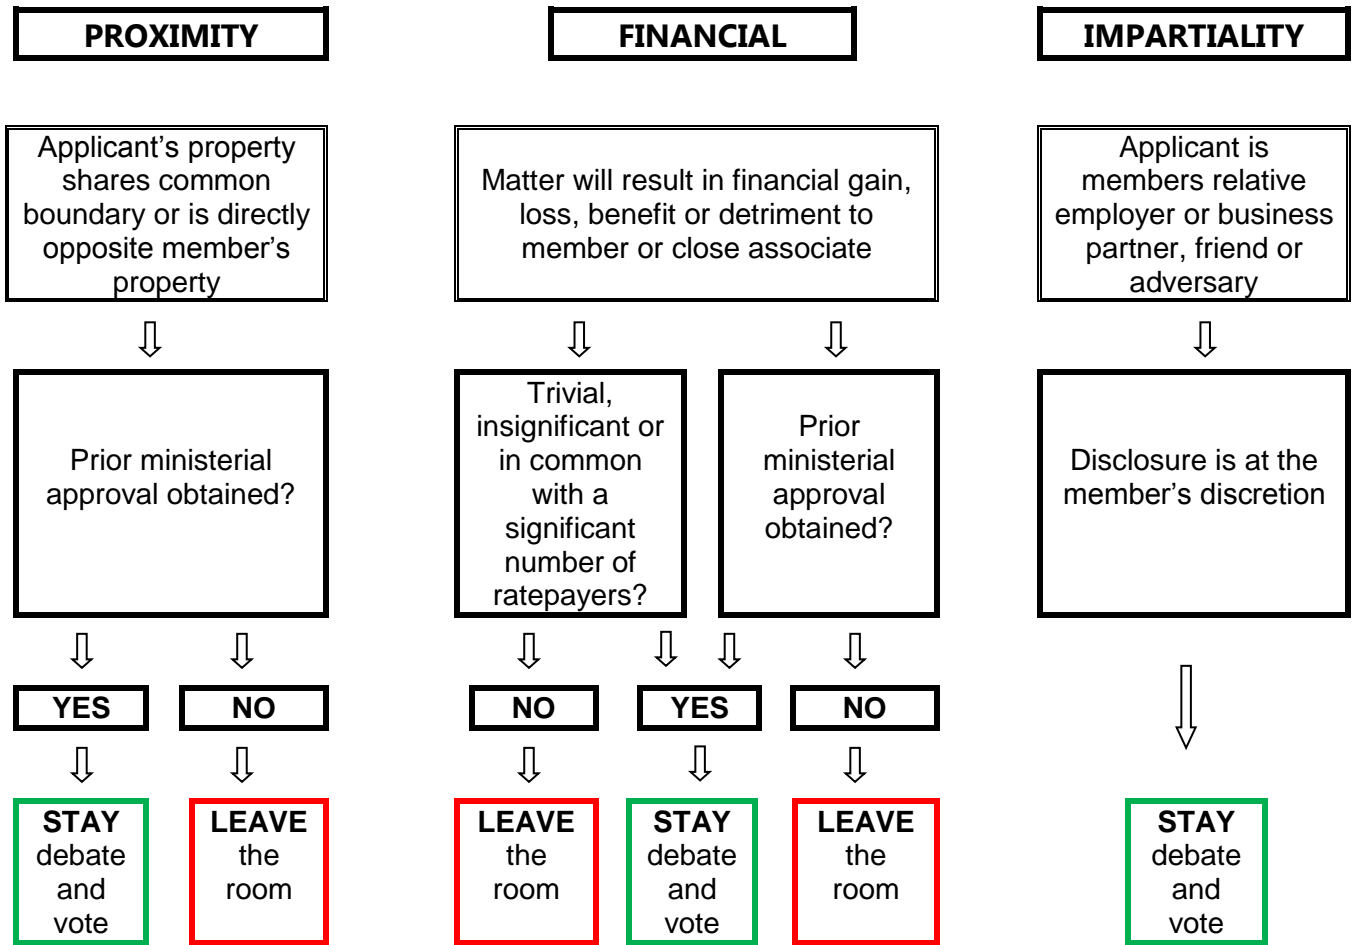 PROXIMITY
FINANCIAL
IMPARTIALITY
Applicant’s property
shares common
boundary or is directly
opposite member’s
property
Matter will result in financial gain,
loss, benefit or detriment to
member or close associate
Applicant is
members relative
employer or business
partner, friend or
adversary
Prior ministerial
approval obtained?
Trivial,
insignificant or
in common
with a
significant
number of
ratepayers?
Prior
ministerial
approval
obtained?
Disclosure is at the
member’s discretion
YES
NO
NO
YES
NO
STAY
debate
and
vote
LEAVE
the
room
LEAVE
the
room
STAY
debate
and
vote
LEAVE
the
room
STAY
debate
and
vote